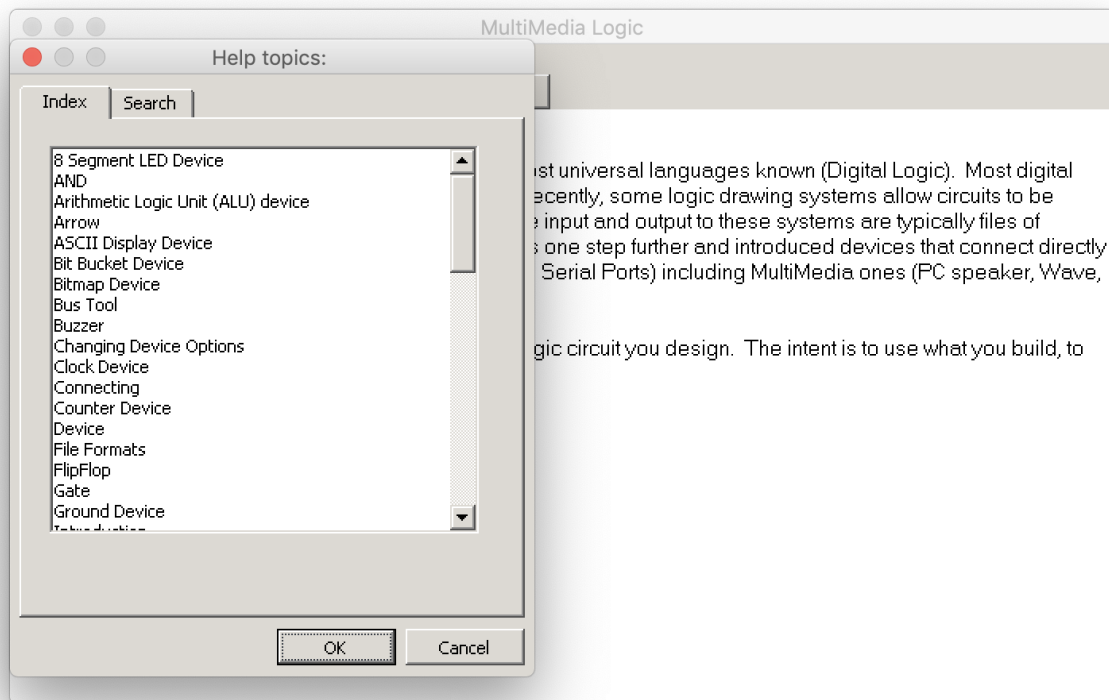 MultiMedia Logic
Help topics:
Index
Search
8 Segment LED Device
AND
Arithmetic Logic Unit (ALU) device
Arrow
ASCII Display Device
Bit Bucket Device
Bitmap Device
Bus Tool
Buzzer
Changing Device Options
Clock Device
Connecting
Counter Device
Device
File Formats
FlipFlop
Gate
Ground Device
Introduction
OK
Cancel
universal languages known (Digital Logic).  Most digital
some logic drawing systems allow circuits to be
input and output to these systems are typically files of
one step further and introduced devices that connect directly
Serial Ports) including MultiMedia ones (PC speaker, Wave,
circuit you design.  The intent is to use what you build, to